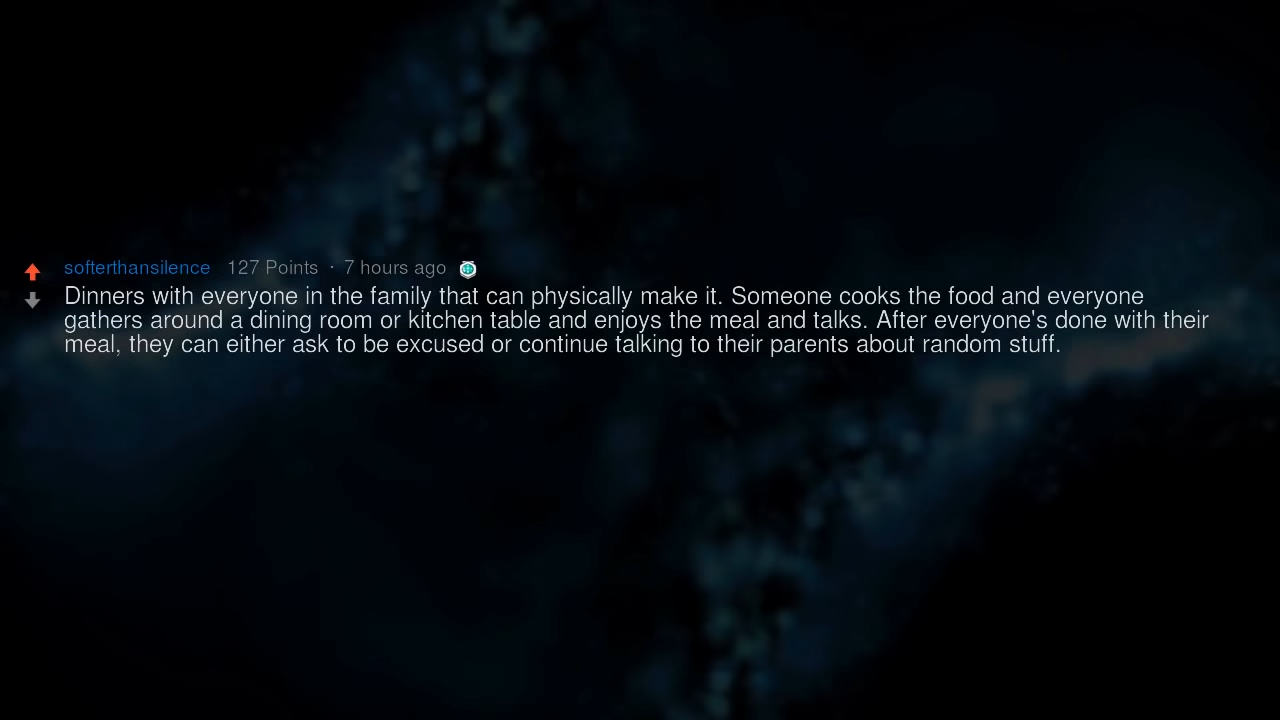 softerthansilence 127 Points · 7 hours ago
Dinners with everyone in the family that can physically make it. Someone cooks the food and everyone
gathers around a dining room or kitchen table and enjoys the meal and talks. After everyone's done with their
meal, they can either ask to be excused or continue talking to their parents about random stuff.